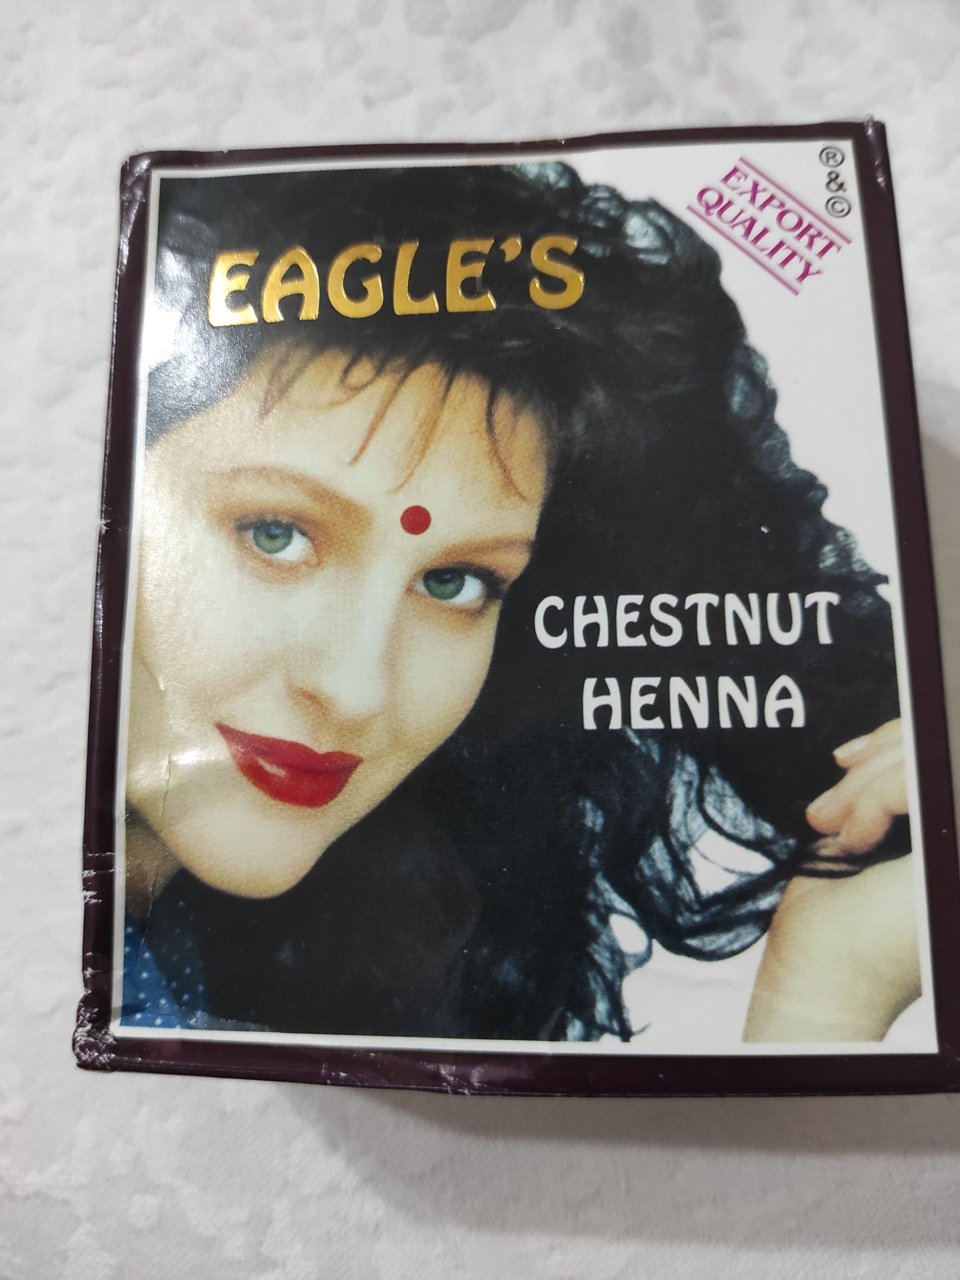 ® & ©
EXPORT
QUALITY
EAGLE'S
CHESTNUT
HENNA